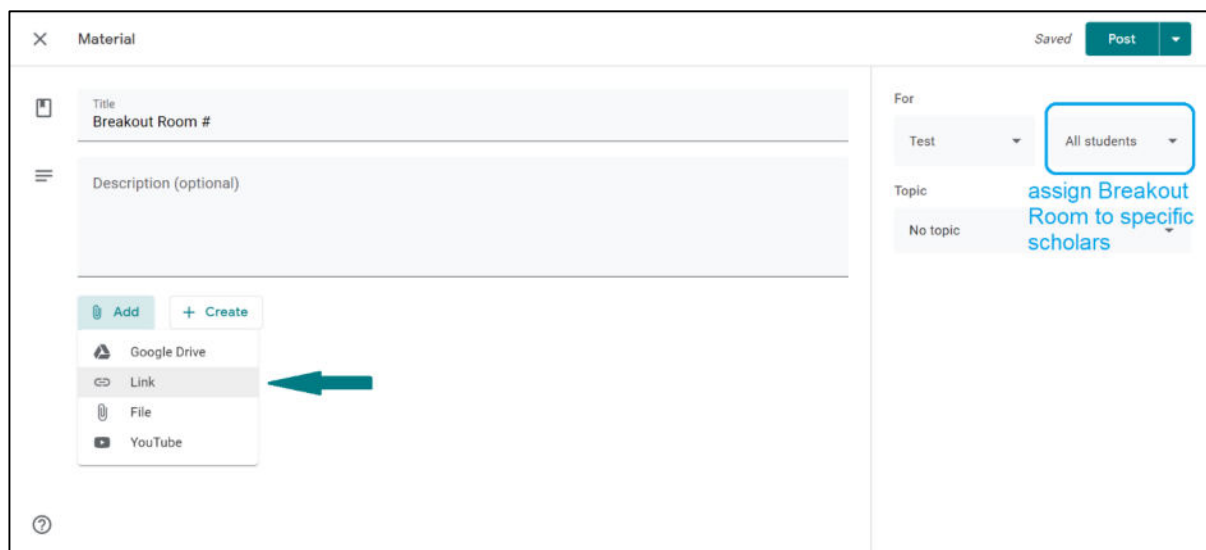 Material
Saved
Post
Title
Breakout Room #
Description (optional)
Add
+ Create
Google Drive
Link
File
YouTube
For
Test
All students
Topic
No topic
assign Breakout
Room to specific
scholars